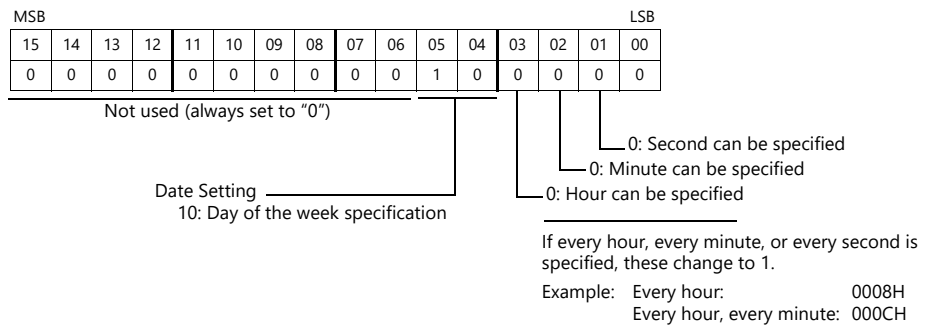 MSB LSB
15 14 13 12 11 10 09 08 07 06 05 04 03 02 01 00
0 0 0 0 0 0 0 0 0 0 1 0 0 0 0 0
Not used (always set to “0”)
0: Second can be specified
0: Minute can be specified
Date Setting
0: Hour can be specified
10: Day of the week specification
If every hour, every minute, or every second is
specified, these change to 1.
Example: Every hour: 0008H
Every hour, every minute: 000CH